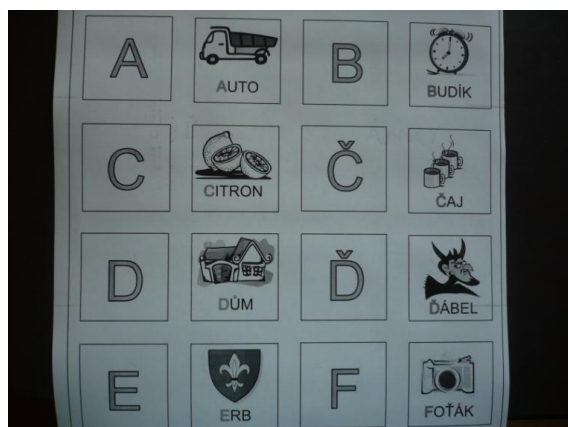 A AUTO B BUDÍK
C CITRON Č ČAJ
D DŮM Ď ĎÁBEL
E ERB F FOŤÁK